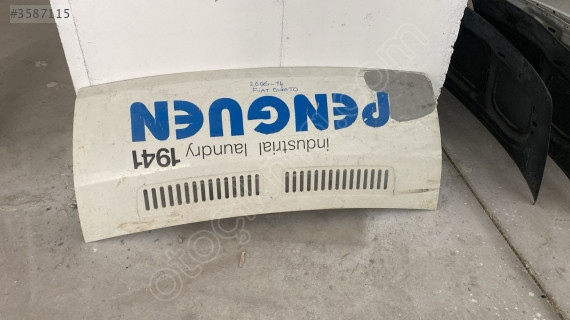 #3587115
2006-14
FIAT DUCATO
industrial laundry 1941
PENGUEN